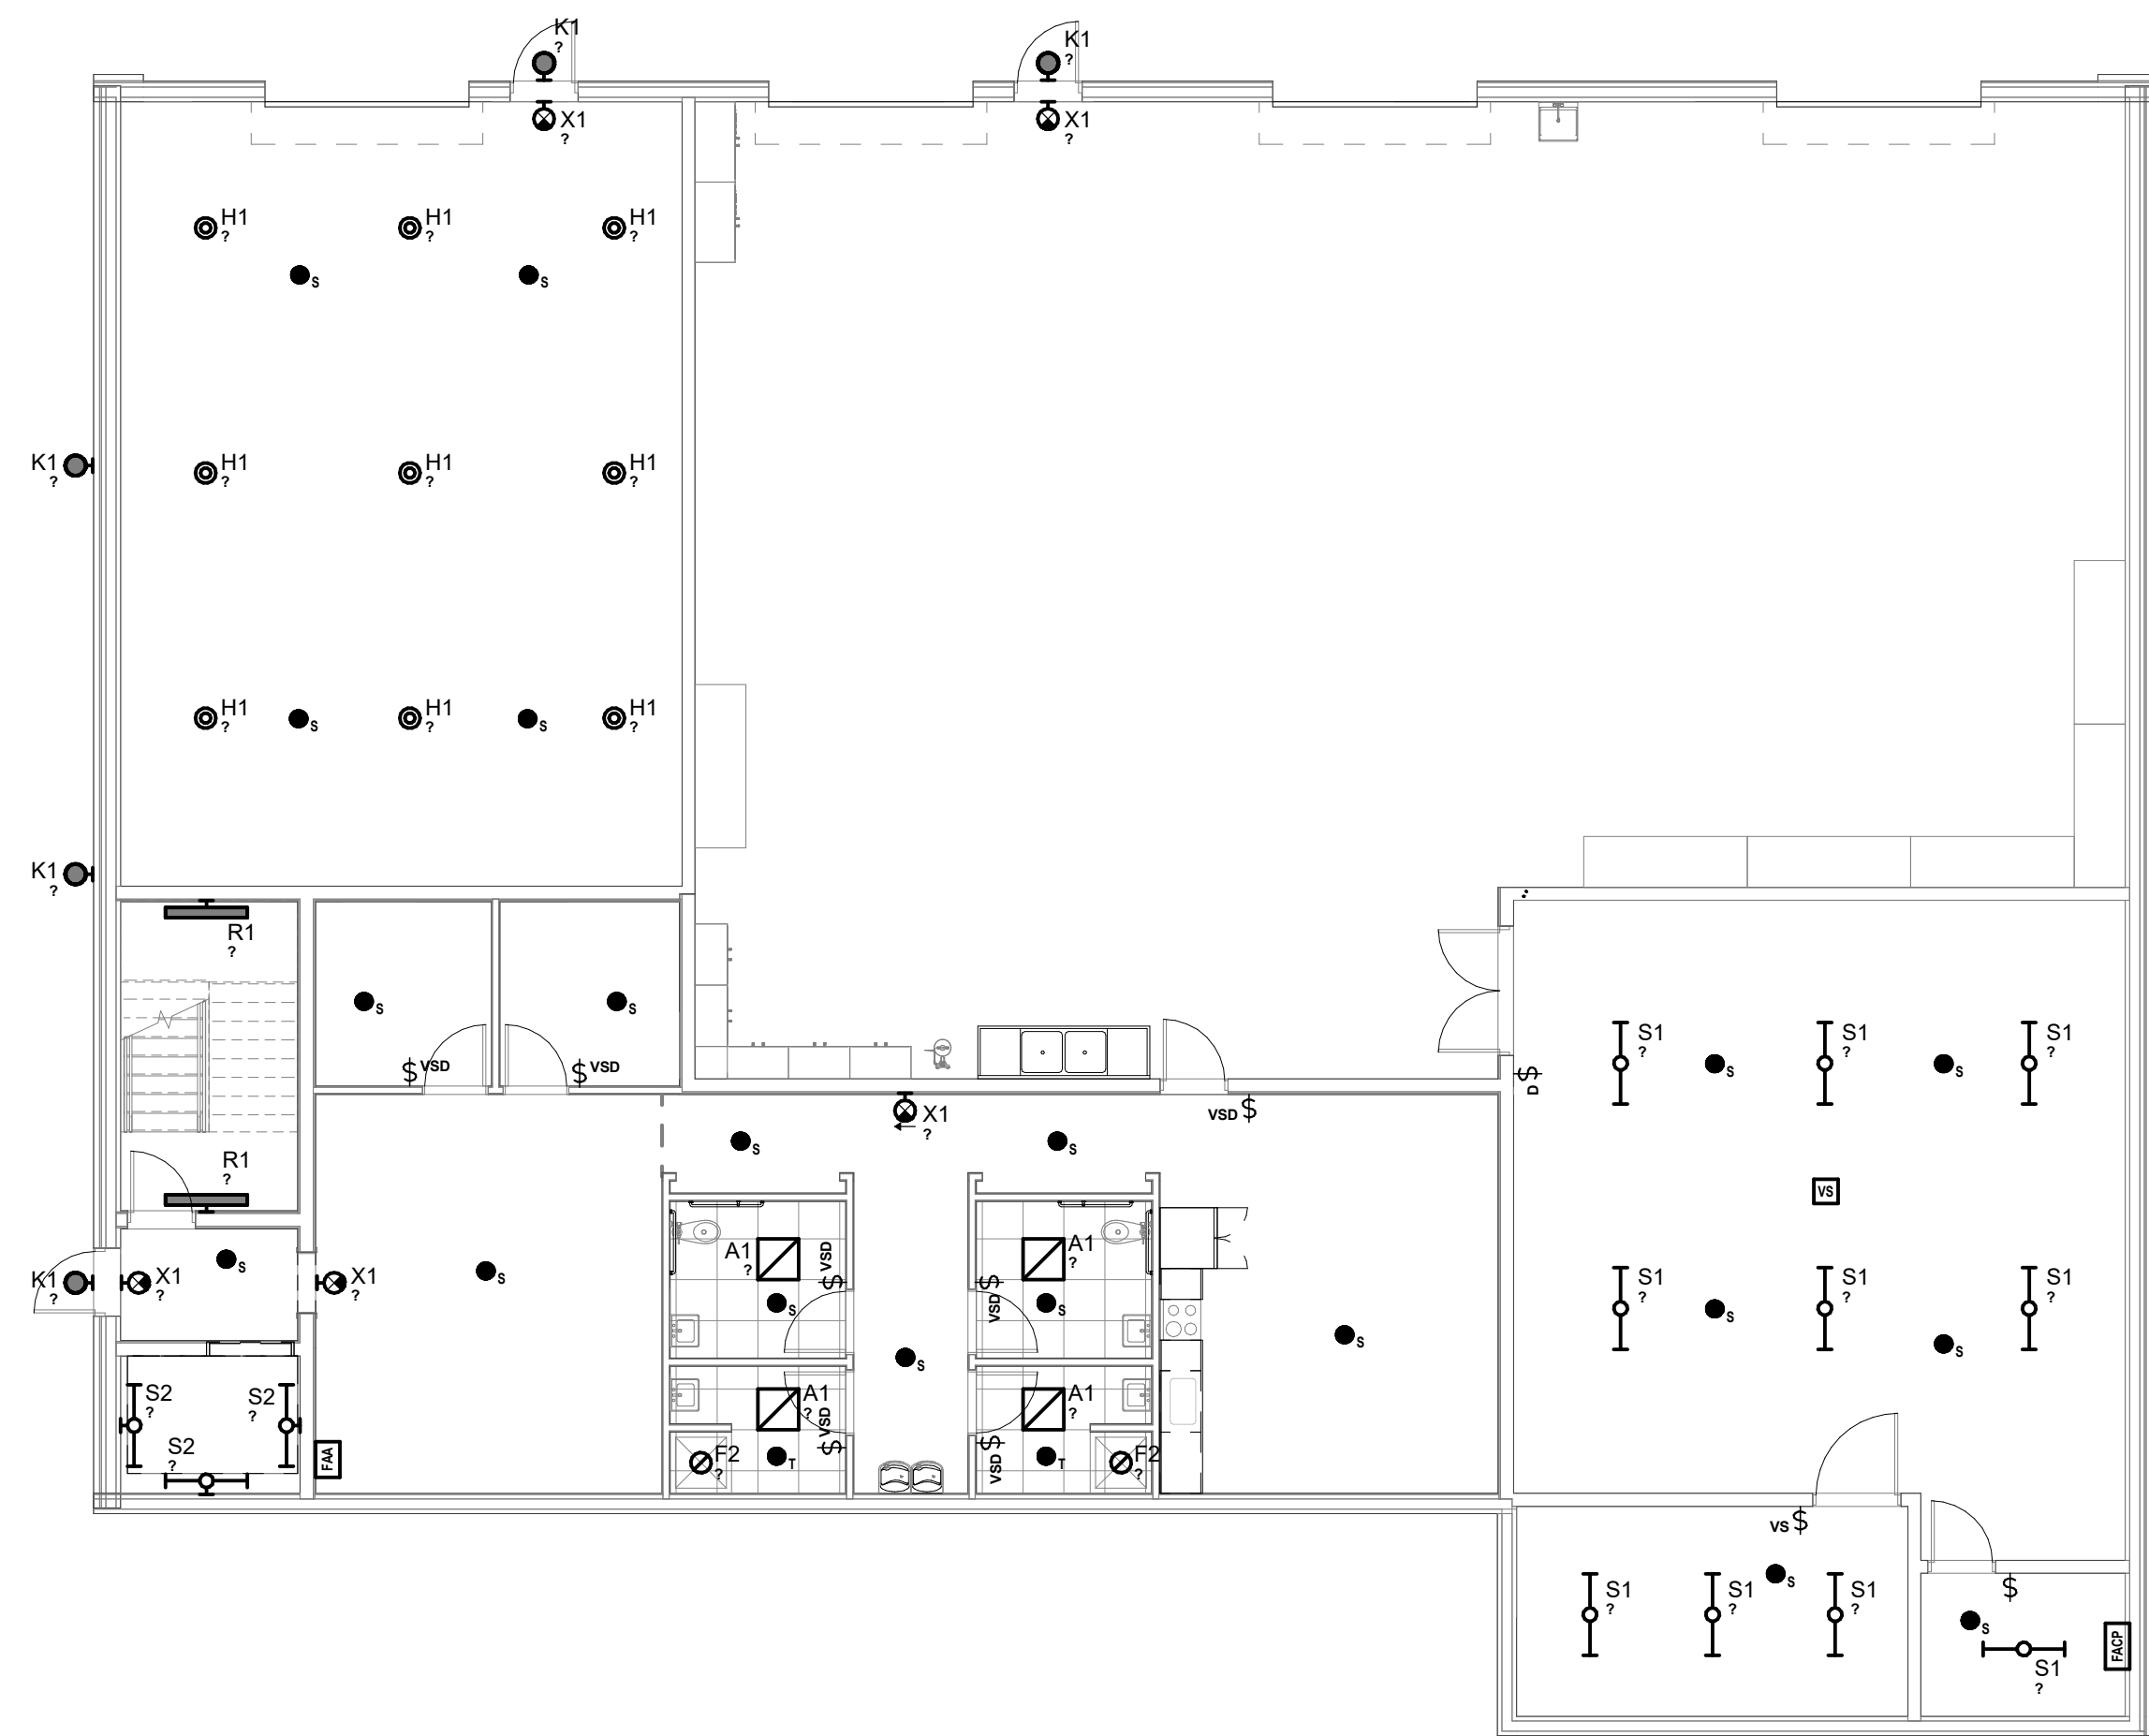 K1
?
K1
?
X1
?
X1
?
H1
?
H1
?
H1
?
S
S
K1
?
H1
?
H1
?
H1
?
H1
?
H1
?
H1
?
S
S
K1
?
R1
?
S
S
$ VSD
$ VSD
S1
?
S1
?
S1
?
S
S
D $
X1
?
VSD $
S
S
R1
?
VS
A1
?
VSD
$
A1
?
$
VSD
S
K1
?
X1
?
X1
?
S
S
S
S1
?
S1
?
S1
?
S
S
S
S
S2
?
S2
?
S2
?
FAA
A1
?
VSD
$
A1
?
$
VSD
F2
?
T
F2
?
T
VS $
S
S1
?
S1
?
S1
?
$
S
S1
?
FACP